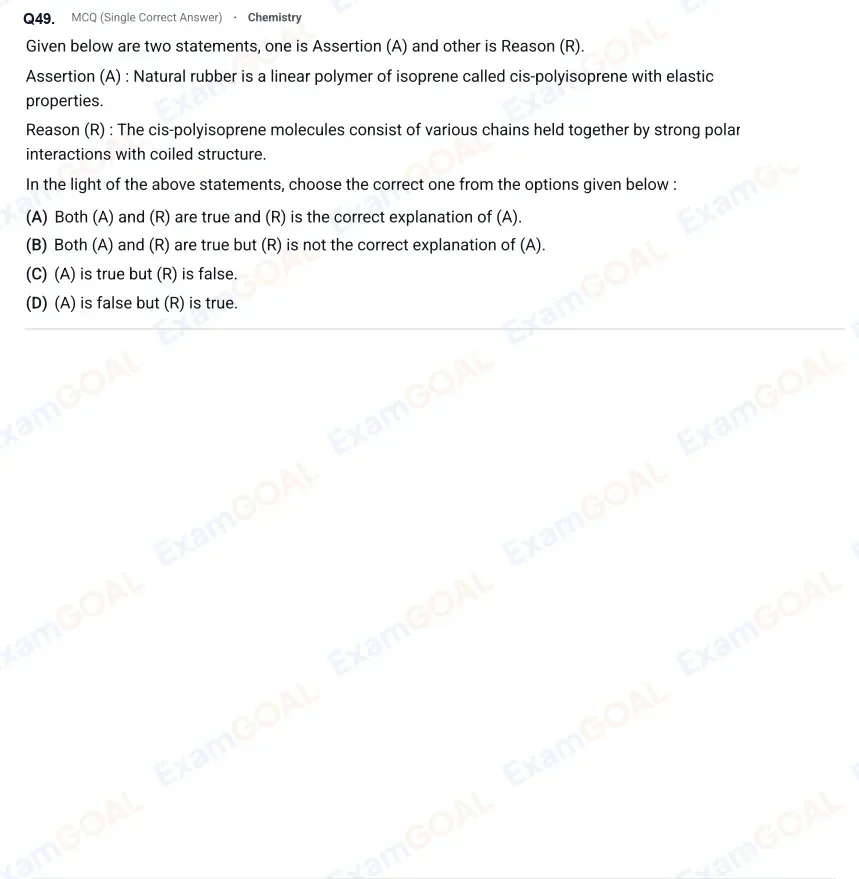 Q49. MCQ (Single Correct Answer) · Chemistry
Given below are two statements, one is Assertion (A) and other is Reason (R).
Assertion (A) : Natural rubber is a linear polymer of isoprene called cis-polyisoprene with elastic
properties.
Reason (R) : The cis-polyisoprene molecules consist of various chains held together by strong polar
interactions with coiled structure.
In the light of the above statements, choose the correct one from the options given below :
(A) Both (A) and (R) are true and (R) is the correct explanation of (A).
(B) Both (A) and (R) are true but (R) is not the correct explanation of (A).
(C) (A) is true but (R) is false.
(D) (A) is false but (R) is true.
ExamGOAL